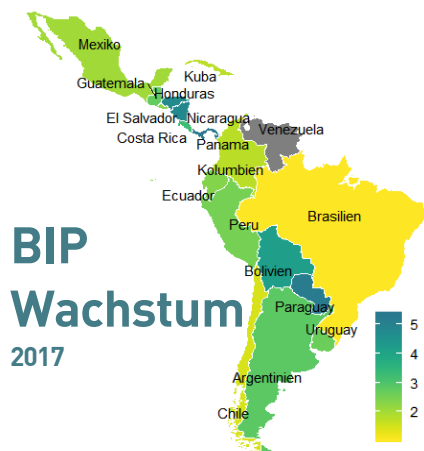 Mexiko
Kuba
Guatemala
Honduras
El Salvador
Nicaragua
Costa Rica
Venezuela
Panama
Kolumbien
Ecuador
Brasilien
Peru
BIP
Wachstum
2017
Bolivien
Paraguay
Uruguay
Argentinien
Chile
5
4
3
2